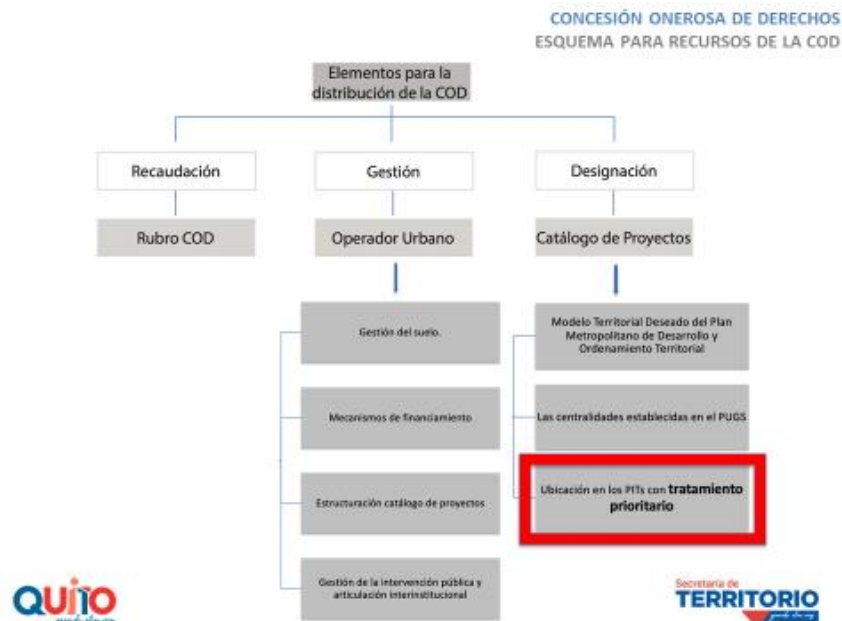 CONCESIÓN ONEROSA DE DERECHOS
ESQUEMA PARA RECURSOS DE LA COD
Elementos para la
distribución de la COD
Recaudación
Gestión
Designación
Rubro COD
Operador Urbano
Catálogo de Proyectos
Gestión del suelo.
Mecanismos de financiamiento
Estructuración catálogo de proyectos
Gestión de la intervención pública y
articulación interinstitucional
Modelo Territorial Deseado del Plan
Metropolitano de Desarrollo y
Ordenamiento Territorial
Las centralidades establecidas en el PUGS
Ubicación en los PITs con tratamiento
prioritario
QUITO
Secretaría de
TERRITORIO